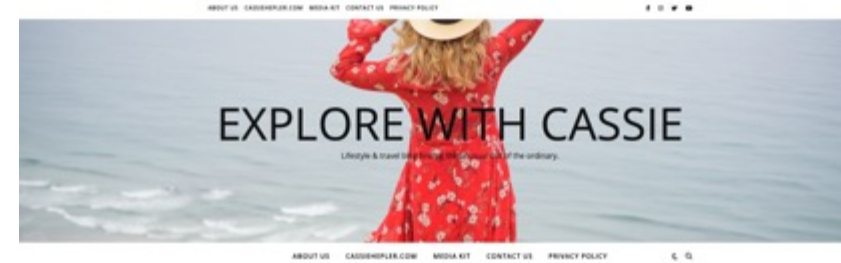 ABOUT US CASSIEHEPLER.COM MEDIA KIT CONTACT US PRIVACY POLICY
EXPLORE WITH CASSIE
Lifestyle & travel blog of the ordinary.
ABOUT US CASSIEHEPLER.COM MEDIA KIT CONTACT US PRIVACY POLICY